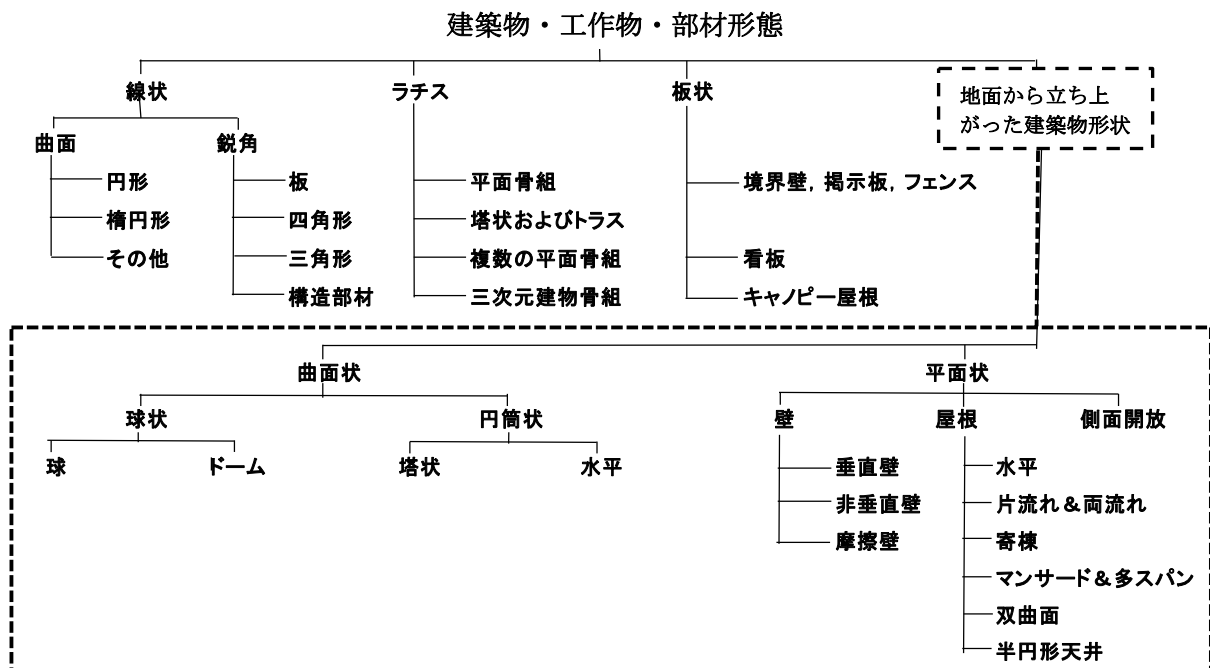 建築物・工作物・部材形態
線状
ラチス
板状
地面から立ち上
がった建築物形状
曲面
鋭角
円形
楕円形
その他
板
四角形
三角形
構造部材
平面骨組
塔状およびトラス
複数の平面骨組
三次元建物骨組
境界壁, 掲示板, フェンス
看板
キャノピー屋根
曲面状
平面状
球状
円筒状
壁
屋根
側面開放
球
ドーム
塔状
水平
垂直壁
非垂直壁
摩擦壁
水平
片流れ&両流れ
寄棟
マンサード&多スパン
双曲面
半円形天井